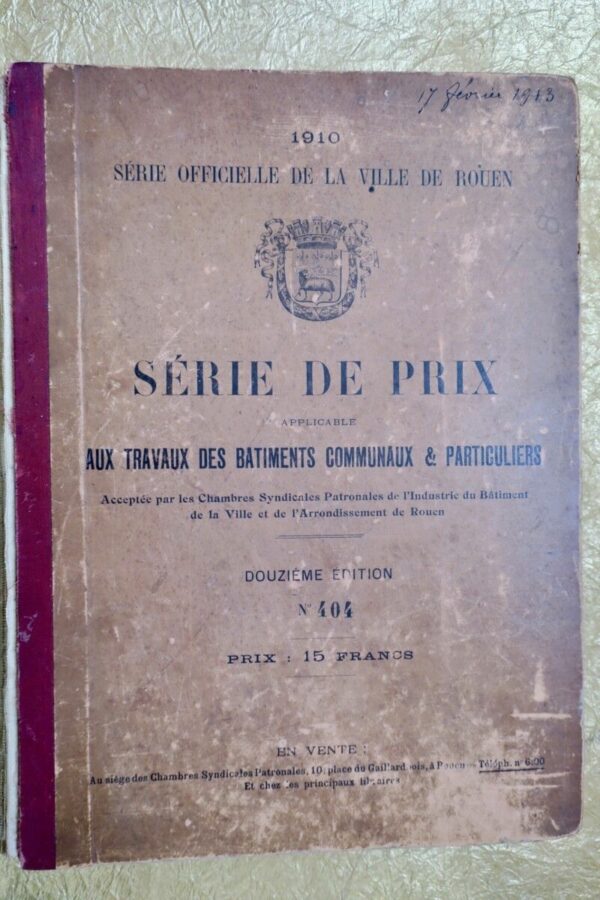 17 février 1913
1910
SÉRIE OFFICIELLE DE LA VILLE DE ROUEN
SÉRIE DE PRIX
APPLICABLE
AUX TRAVAUX DES BATIMENTS COMMUNAUX & PARTICULIERS
Acceptée par les Chambres Syndicales Patronales de l'Industrie du Bâtiment
de la Ville et de l'Arrondissement de Rouen
DOUZIÈME ÉDITION
N° 404
PRIX : 15 FRANCS
EN VENTE :
Au siège des Chambres Syndicales Patronales, 10, place du Gaillardbois, à Rouen — Téléph. n° 6.00
Et chez les principaux libraires